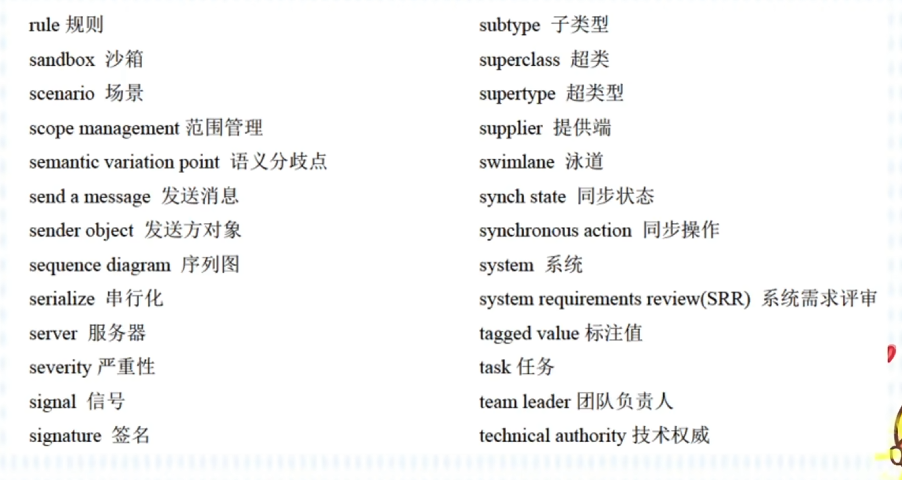 rule 规则
sandbox 沙箱
scenario 场景
scope management 范围管理
semantic variation point 语义分歧点
send a message 发送消息
sender object 发送方对象
sequence diagram 序列图
serialize 串行化
server 服务器
severity 严重性
signal 信号
signature 签名
subtype 子类型
superclass 超类
supertype 超类型
supplier 提供端
swimlane 泳道
synch state 同步状态
synchronous action 同步操作
system 系统
system requirements review(SRR) 系统需求评审
tagged value 标注值
task 任务
team leader 团队负责人
technical authority 技术权威